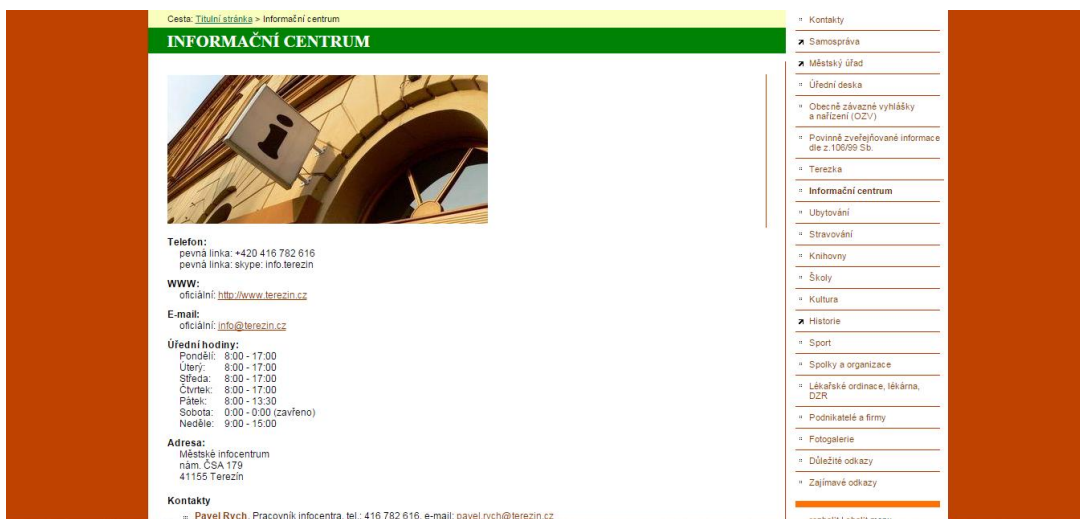 Cesta: Titulní stránka > Informační centrum
INFORMAČNÍ CENTRUM
i
Telefon:
pevná linka: +420 416 782 616
pevná linka: skype: info.terezin
WWW:
oficiální: http://www.terezin.cz
E-mail:
oficiální: info@terezin.cz
Úřední hodiny:
Pondělí: 8:00 - 17:00
Úterý: 8:00 - 17:00
Středa: 8:00 - 17:00
Čtvrtek: 8:00 - 17:00
Pátek: 8:00 - 13:30
Sobota: 0:00 - 0:00 (zavřeno)
Neděle: 9:00 - 15:00
Adresa:
Městské infocentrum
nám. ČSA 179
41155 Terezín
Kontakty
Pavel Rych, Pracovník infocentra, tel.: 416 782 616, e-mail: pavel.rych@terezin.cz
Kontakty
Samospráva
Městský úřad
Úřední deska
Obecně závazné vyhlášky
a nařízení (OZV)
Povinně zveřejňované informace
dle z.106/99 Sb.
Terezka
Informační centrum
Ubytování
Stravování
Knihovny
Školy
Kultura
Historie
Sport
Spolky a organizace
Lékařské ordinace, lékárna,
DZR
Podnikatelé a firmy
Fotogalerie
Důležité odkazy
Zajímavé odkazy